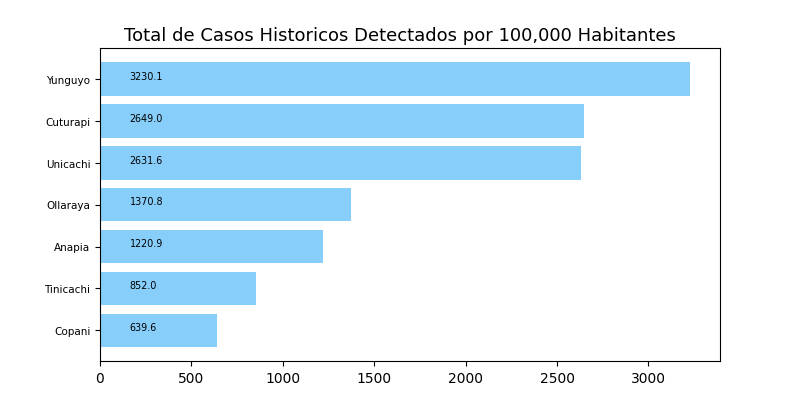 Total de Casos Historicos Detectados por 100,000 Habitantes
Yunguyo 3230.1
Cuturapi 2649.0
Unicachi 2631.6
Ollaraya 1370.8
Anapia 1220.9
Tinicachi 852.0
Copani 639.6
0 500 1000 1500 2000 2500 3000